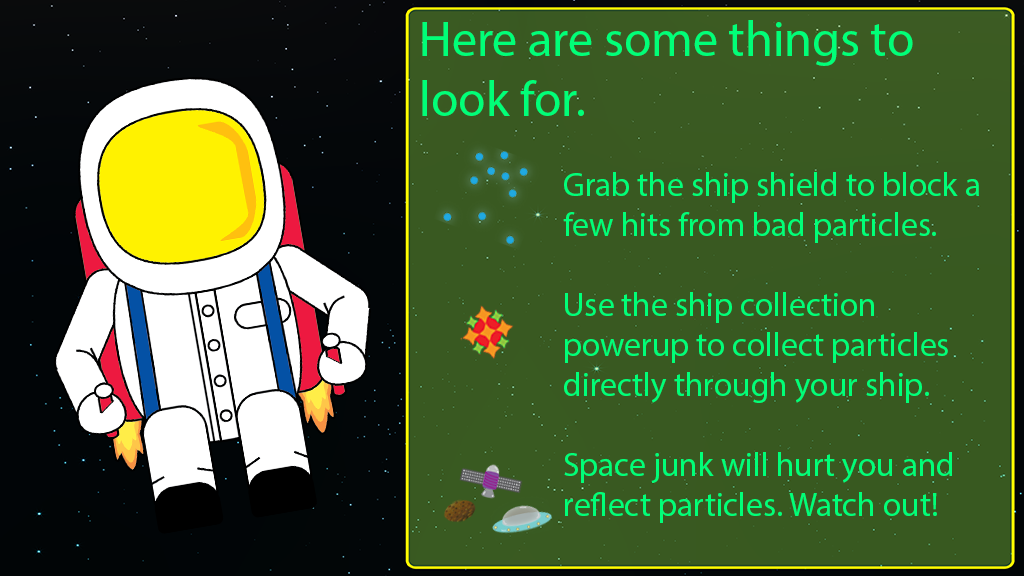 Here are some things to
look for.
Grab the ship shield to block a
few hits from bad particles.
Use the ship collection
powerup to collect particles
directly through your ship.
Space junk will hurt you and
reflect particles. Watch out!